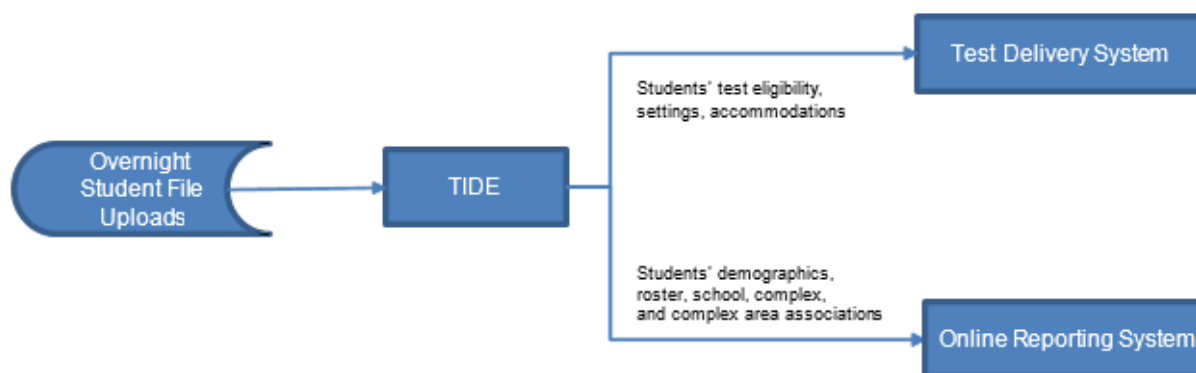 Overnight
Student File
Uploads
TIDE
Students' test eligibility,
settings, accommodations
Test Delivery System
Students' demographics,
roster, school, complex,
and complex area associations
Online Reporting System